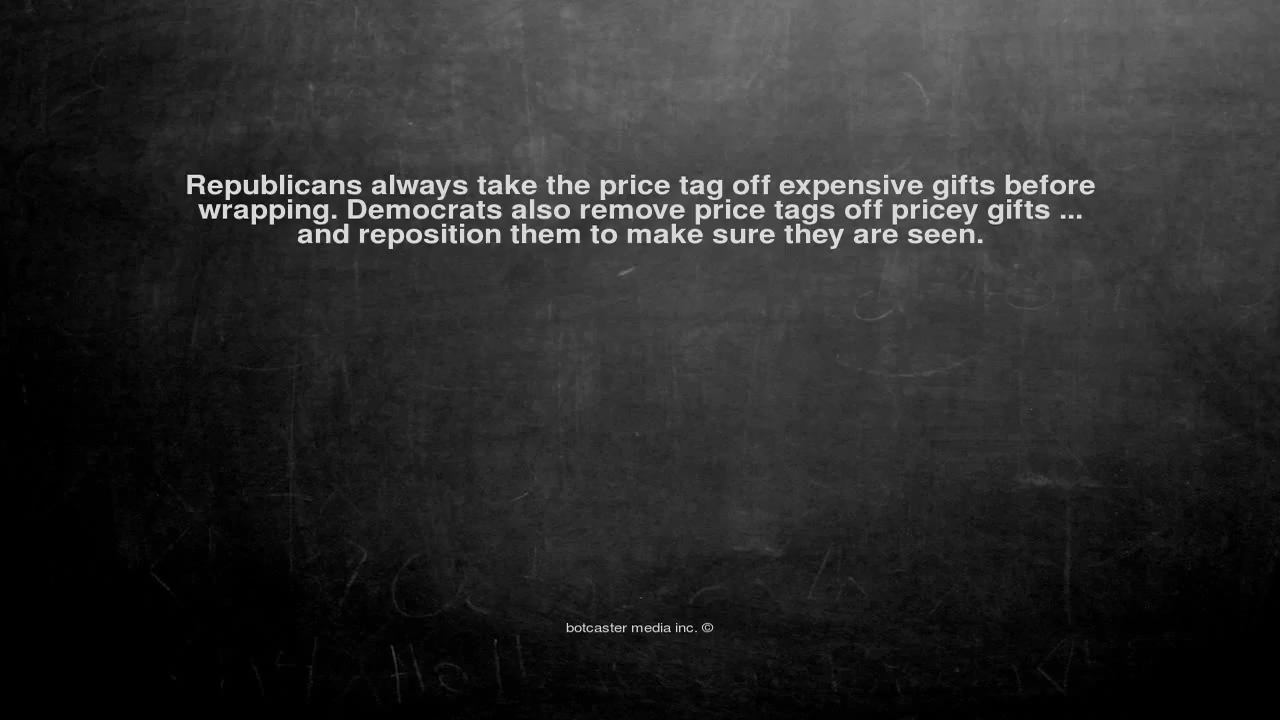 Republicans always take the price tag off expensive gifts before
wrapping. Democrats also remove price tags off pricey gifts ...
and reposition them to make sure they are seen.
botcaster media inc. ©